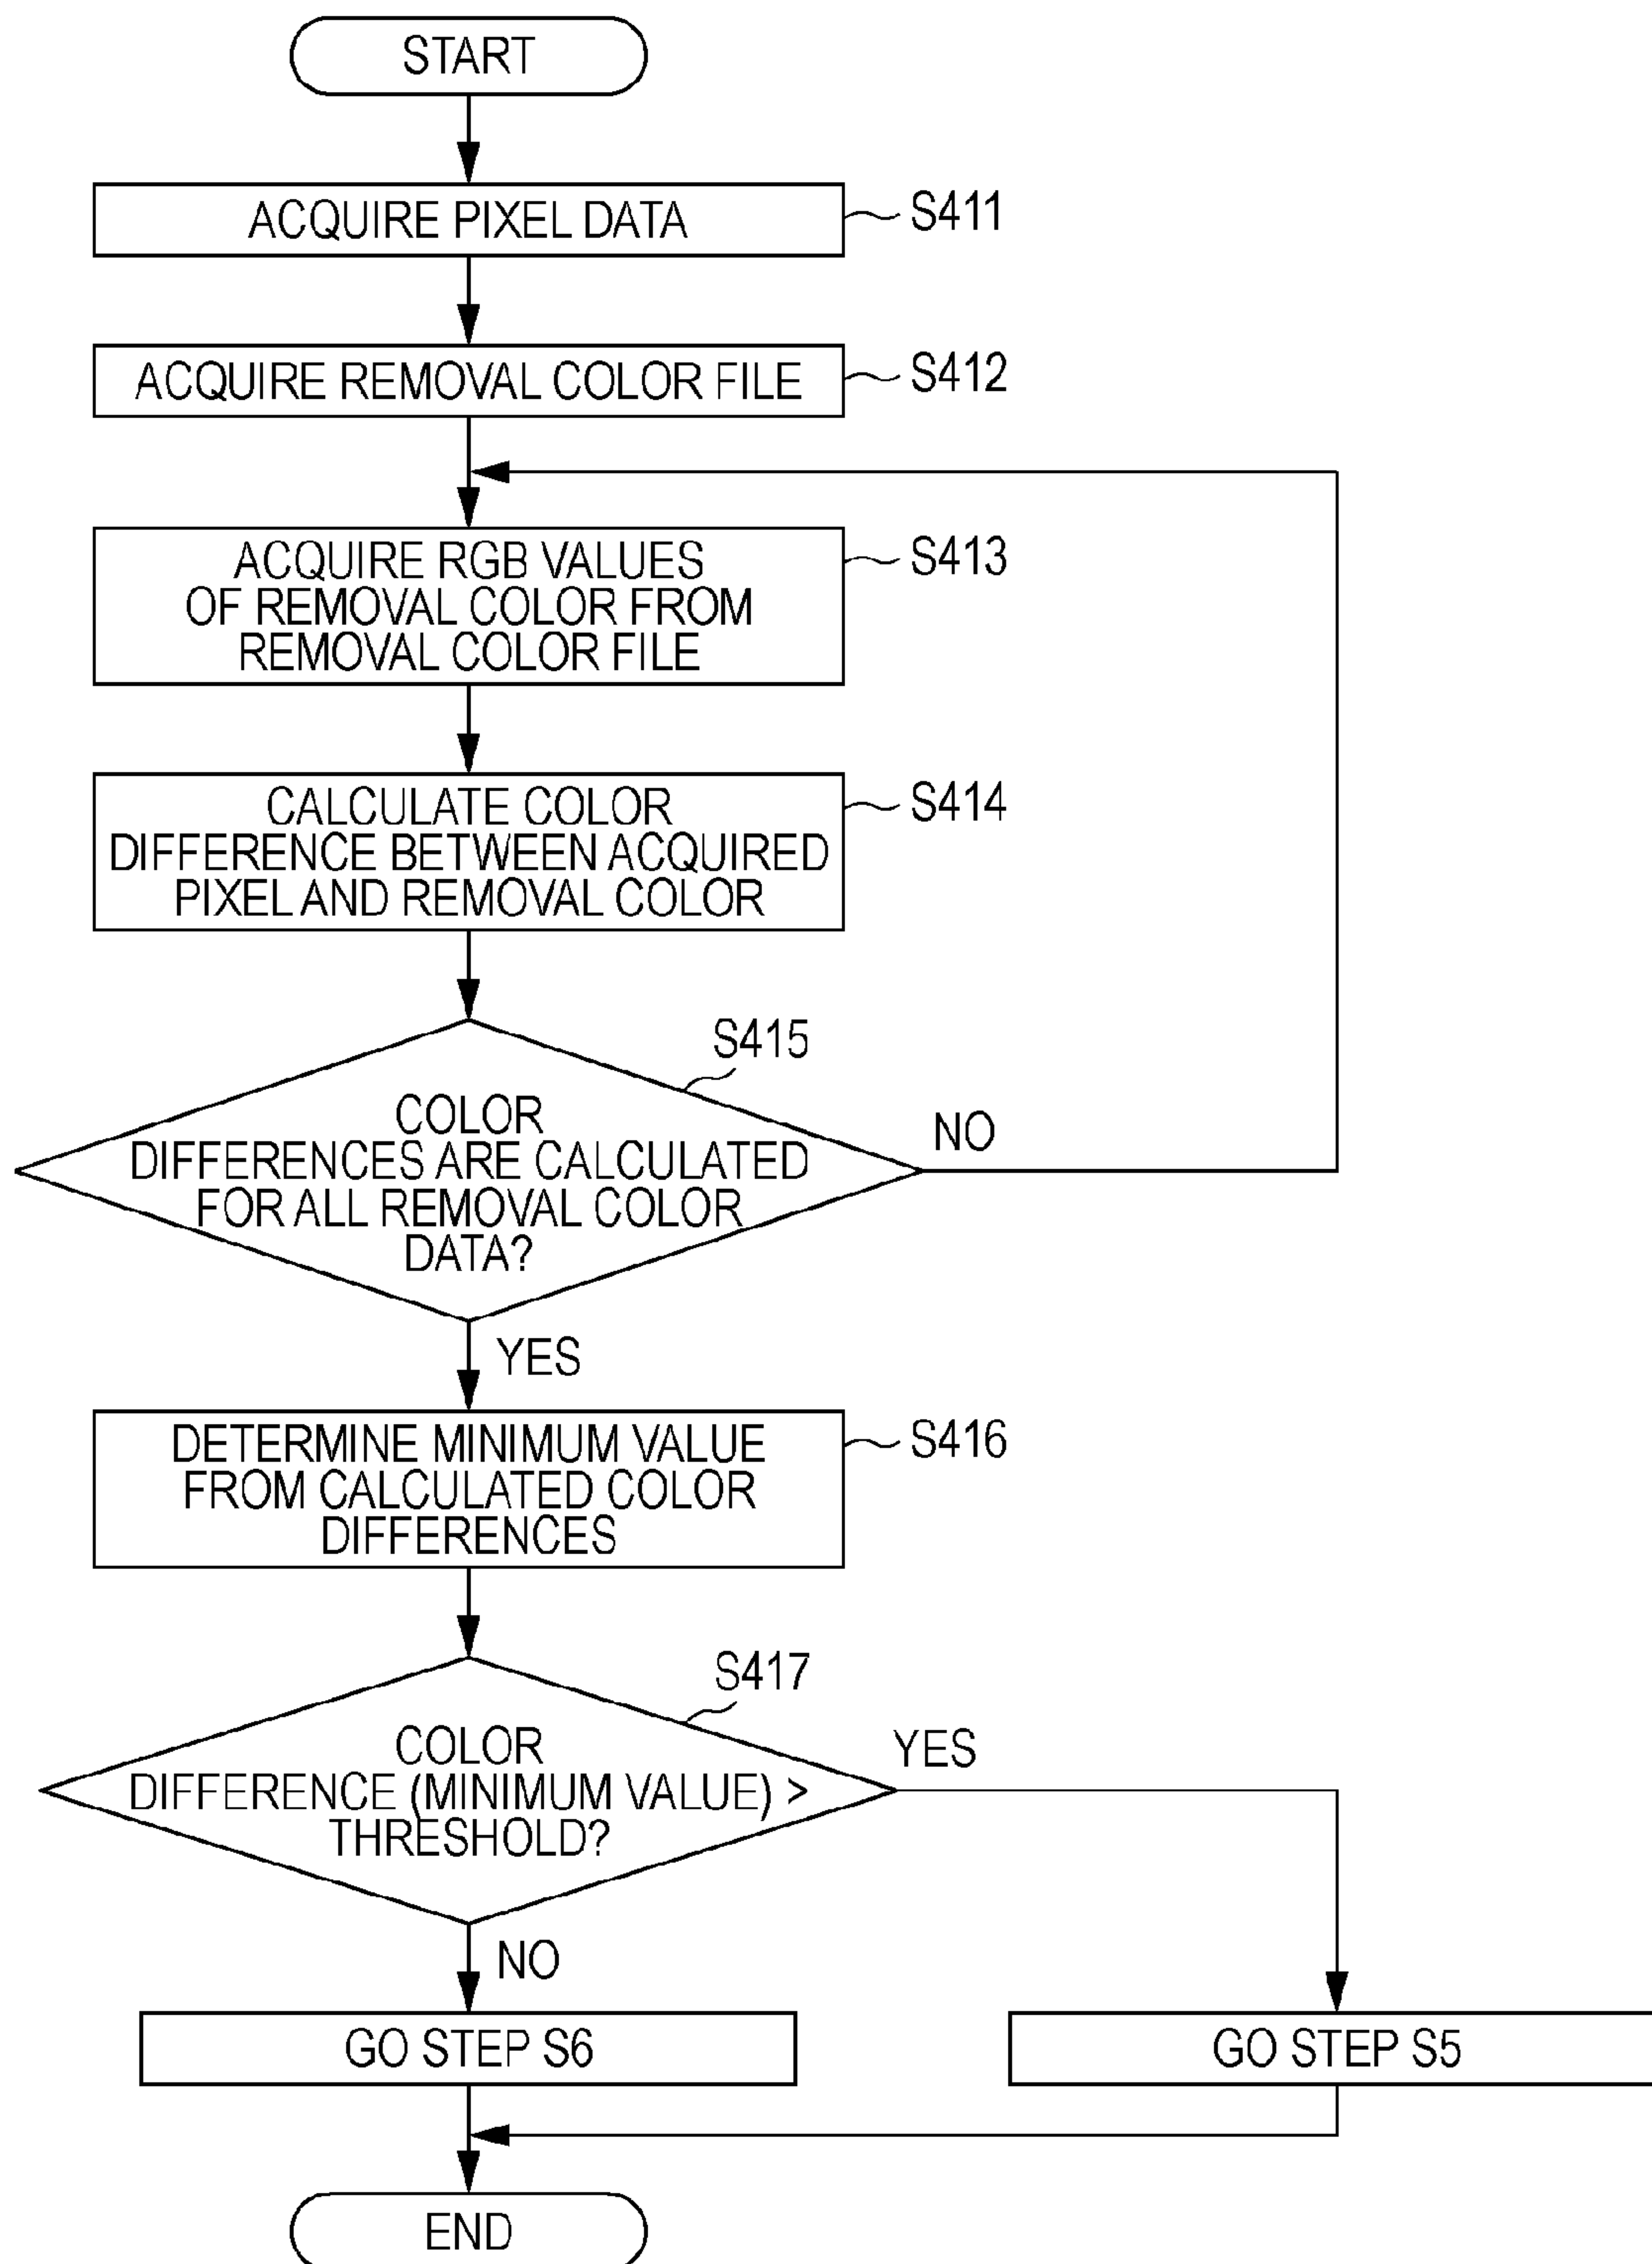 START
ACQUIRE PIXEL DATA
S411
ACQUIRE REMOVAL COLOR FILE
S412
ACQUIRE RGB VALUES
OF REMOVAL COLOR FROM
REMOVAL COLOR FILE
S413
CALCULATE COLOR
DIFFERENCE BETWEEN ACQUIRED
PIXEL AND REMOVAL COLOR
S414
S415
COLOR
DIFFERENCES ARE CALCULATED
FOR ALL REMOVAL COLOR
DATA?
NO
YES
DETERMINE MINIMUM VALUE
FROM CALCULATED COLOR
DIFFERENCES
S416
S417
COLOR
DIFFERENCE (MINIMUM VALUE) >
THRESHOLD?
YES
NO
GO STEP S6
GO STEP S5
END